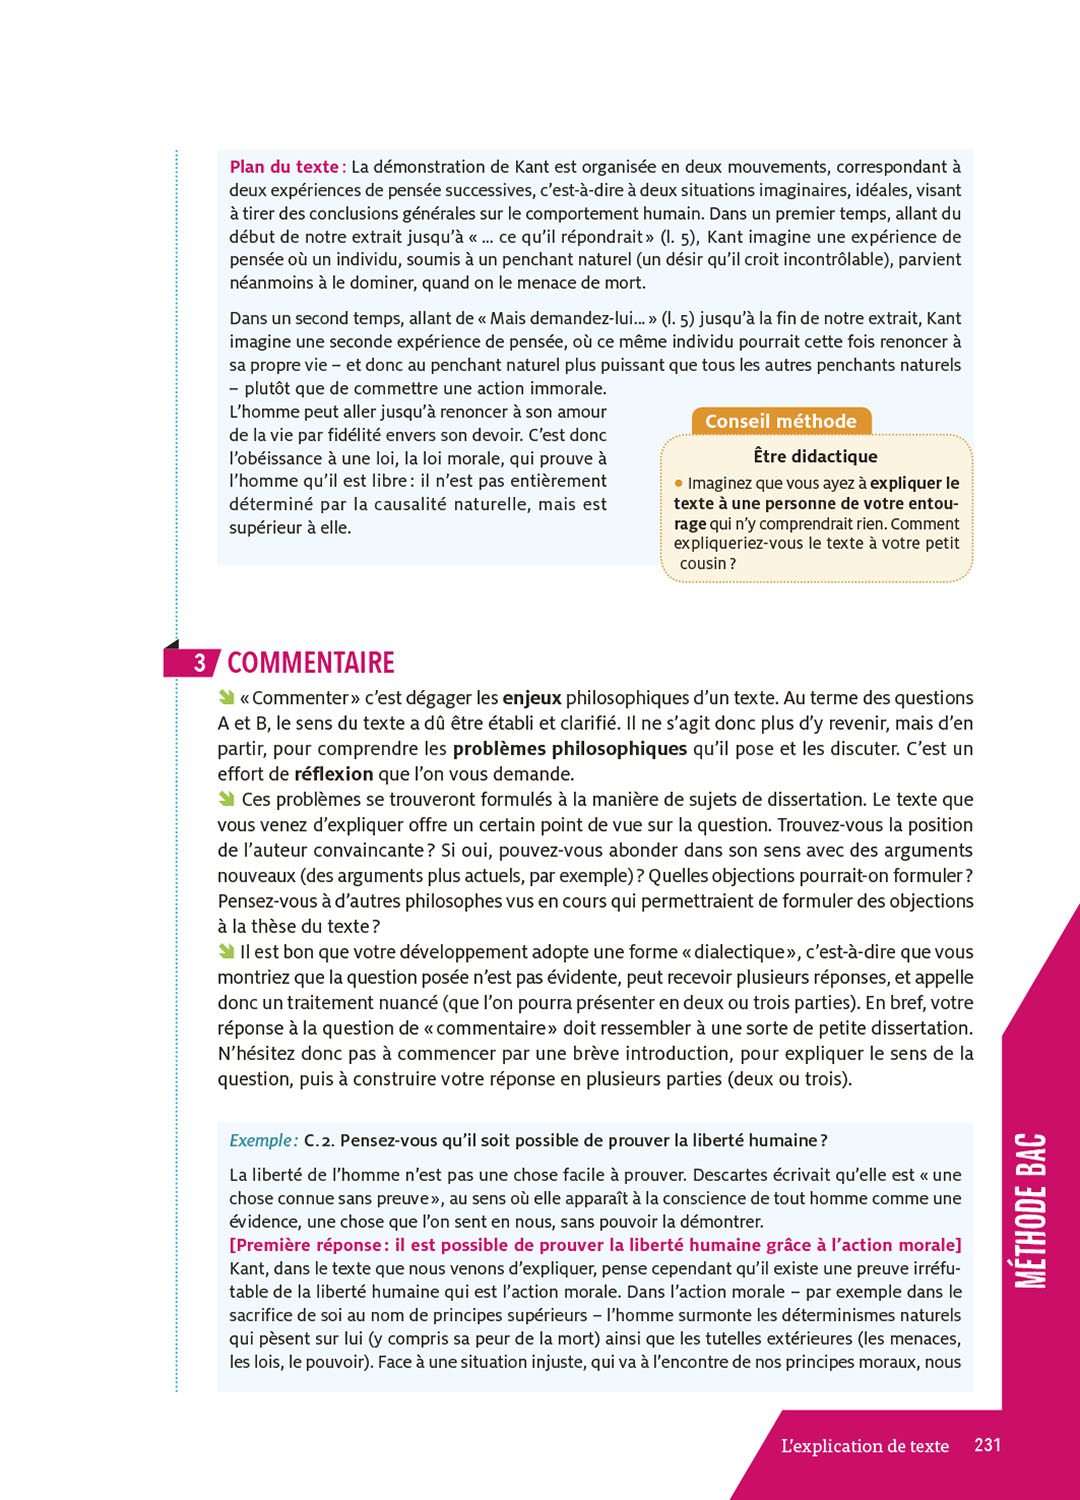 Plan du texte : La démonstration de Kant est organisée en deux mouvements, correspondant à
deux expériences de pensée successives, c’est-à-dire à deux situations imaginaires, idéales, visant
à tirer des conclusions générales sur le comportement humain. Dans un premier temps, allant du
début de notre extrait jusqu’à « ... ce qu’il répondrait » (l. 5), Kant imagine une expérience de
pensée où un individu, soumis à un penchant naturel (un désir qu’il croit incontrôlable), parvient
néanmoins à le dominer, quand on le menace de mort.
Dans un second temps, allant de « Mais demandez-lui... » (l. 5) jusqu’à la fin de notre extrait, Kant
imagine une seconde expérience de pensée, où ce même individu pourrait cette fois renoncer à
sa propre vie – et donc au penchant naturel plus puissant que tous les autres penchants naturels
– plutôt que de commettre une action immorale.
L’homme peut aller jusqu’à renoncer à son amour
de la vie par fidélité envers son devoir. C’est donc
l’obéissance à une loi, la loi morale, qui prouve à
l’homme qu’il est libre : il n’est pas entièrement
déterminé par la causalité naturelle, mais est
supérieur à elle.
Conseil méthode
Être didactique
• Imaginez que vous ayez à expliquer le
texte à une personne de votre entou-
rage qui n’y comprendrait rien. Comment
expliqueriez-vous le texte à votre petit
cousin ?
3 COMMENTAIRE
« Commenter » c’est dégager les enjeux philosophiques d’un texte. Au terme des questions
A et B, le sens du texte a dû être établi et clarifié. Il ne s’agit donc plus d’y revenir, mais d’en
partir, pour comprendre les problèmes philosophiques qu’il pose et les discuter. C’est un
effort de réflexion que l’on vous demande.
Ces problèmes se trouveront formulés à la manière de sujets de dissertation. Le texte que
vous venez d’expliquer offre un certain point de vue sur la question. Trouvez-vous la position
de l’auteur convaincante ? Si oui, pouvez-vous abonder dans son sens avec des arguments
nouveaux (des arguments plus actuels, par exemple) ? Quelles objections pourrait-on formuler ?
Pensez-vous à d’autres philosophes vus en cours qui permettraient de formuler des objections
à la thèse du texte ?
Il est bon que votre développement adopte une forme « dialectique », c’est-à-dire que vous
montriez que la question posée n’est pas évidente, peut recevoir plusieurs réponses, et appelle
donc un traitement nuancé (que l’on pourra présenter en deux ou trois parties). En bref, votre
réponse à la question de « commentaire » doit ressembler à une sorte de petite dissertation.
N’hésitez donc pas à commencer par une brève introduction, pour expliquer le sens de la
question, puis à construire votre réponse en plusieurs parties (deux ou trois).
Exemple : C. 2. Pensez-vous qu’il soit possible de prouver la liberté humaine ?
La liberté de l’homme n’est pas une chose facile à prouver. Descartes écrivait qu’elle est « une
chose connue sans preuve », au sens où elle apparaît à la conscience de tout homme comme une
évidence, une chose que l’on sent en nous, sans pouvoir la démontrer.
[Première réponse : il est possible de prouver la liberté humaine grâce à l’action morale]
Kant, dans le texte que nous venons d’expliquer, pense cependant qu’il existe une preuve irréfu-
table de la liberté humaine qui est l’action morale. Dans l’action morale – par exemple dans le
sacrifice de soi au nom de principes supérieurs – l’homme surmonte les déterminismes naturels
qui pèsent sur lui (y compris sa peur de la mort) ainsi que les tutelles extérieures (les menaces,
les lois, le pouvoir). Face à une situation injuste, qui va à l’encontre de nos principes moraux, nous
MÉTHODE BAC
L’explication de texte 231